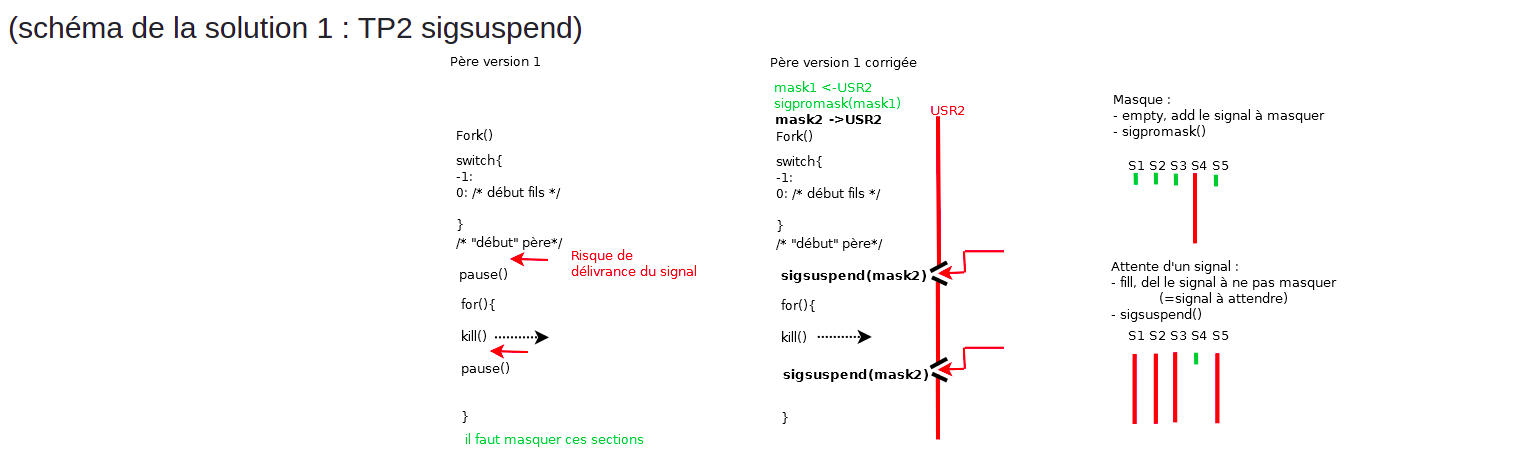 (schéma de la solution 1 : TP2 sigsuspend)
Père version 1
Fork()
switch{
-1:
0: /* début fils */
}
/* "début" père*/
Risque de
délivrance du signal
pause()
for(){
kill()
pause()
}
il faut masquer ces sections
Père version 1 corrigée
mask1 <-USR2
sigpromask(mask1)
mask2 ->USR2
USR2
Fork()
switch{
-1:
0: /* début fils */
}
/* "début" père*/
sigsuspend(mask2)
for(){
kill()
sigsuspend(mask2)
}
Masque :
- empty, add le signal à masquer
- sigpromask()
S1 S2 S3 S4 S5
Attente d'un signal :
- fill, del le signal à ne pas masquer
(=signal à attendre)
- sigsuspend()
S1 S2 S3 S4 S5